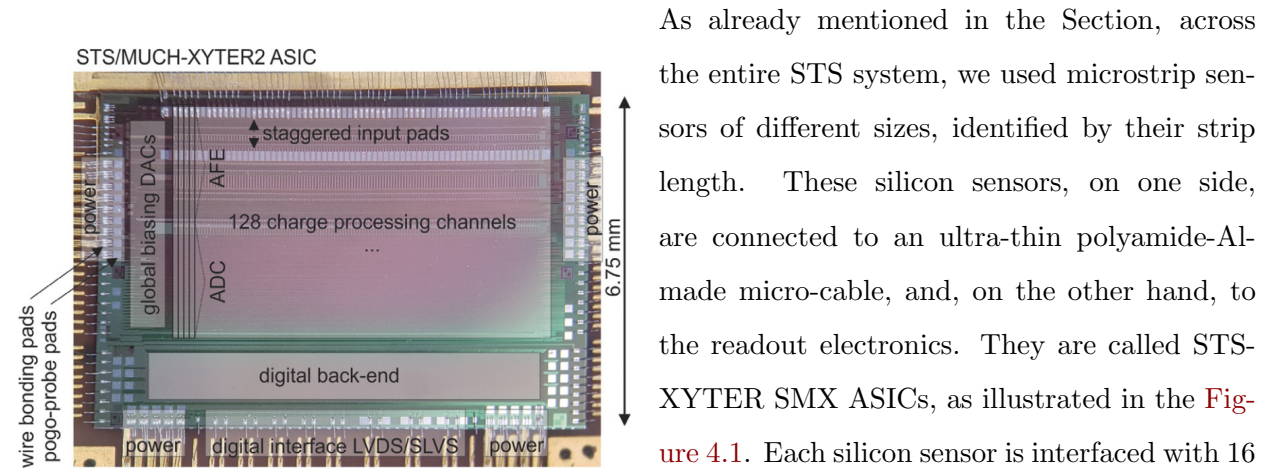 STS/MUCH-XYTER2 ASIC
staggered input pads
AFE
global biasing DACs
power
power
128 charge processing channels
...
ADC
6.75 mm
wire bonding pads
pogo-probe pads
digital back-end
power
digital interface LVDS/SLVS
power
As already mentioned in the Section, across
the entire STS system, we used microstrip sen-
sors of different sizes, identified by their strip
length. These silicon sensors, on one side,
are connected to an ultra-thin polyamide-Al-
made micro-cable, and, on the other hand, to
the readout electronics. They are called STS-
XYTER SMX ASICs, as illustrated in the Fig-
ure 4.1. Each silicon sensor is interfaced with 16